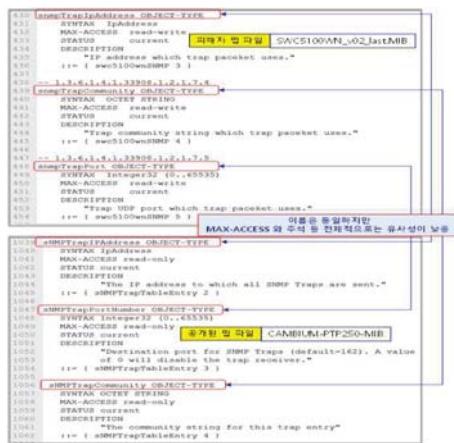 430 snmpTrapIpAddress OBJECT-TYPE
SYNTAX IpAddress
MAX-ACCESS read-write
STATUS current
피해자 밉 파일 SWC5100WN_v02_last.MIB
DESCRIPTION
"IP address which trap paceket uses."
::= { swc5100wnSNMP 3 }
-- 1.3.6.1.4.1.33908.1.2.1.7.4
snmpTrapCommunity OBJECT-TYPE
SYNTAX OCTET STRING
MAX-ACCESS read-write
STATUS current
DESCRIPTION
"Trap community string which trap paceket uses."
::= { swc5100wnSNMP 4 }
-- 1.3.6.1.4.1.33908.1.2.1.7.5
snmpTrapPort OBJECT-TYPE
SYNTAX Integer32 (0..65535)
MAX-ACCESS read-write
STATUS current
DESCRIPTION
"Trap UDP port which trap paceket uses."
::= { swc5100wnSNMP 5 }
이름은 동일하지만
MAX-ACCESS 와 주석 등 전체적으로는 유사성이 낮음
sNMPTrapIPAddress OBJECT-TYPE
SYNTAX IpAddress
MAX-ACCESS read-only
STATUS current
DESCRIPTION
"The IP address to which all SNMP Traps are sent."
::= { sNMPTrapTableEntry 2 }
sNMPTrapPortNumber OBJECT-TYPE
SYNTAX Integer32 (0..65535)
MAX-ACCESS read-only
STATUS current
공개된 밉 파일 CAMBIUM-PTP250-MIB
DESCRIPTION
"Destination port for SNMP Traps (default=162). A value
of 0 will disable the trap receiver."
::= { sNMPTrapTableEntry 3 }
sNMPTrapCommunity OBJECT-TYPE
SYNTAX OCTET STRING
MAX-ACCESS read-only
STATUS current
DESCRIPTION
"The community string for this trap entry"
::= { sNMPTrapTableEntry 4 }